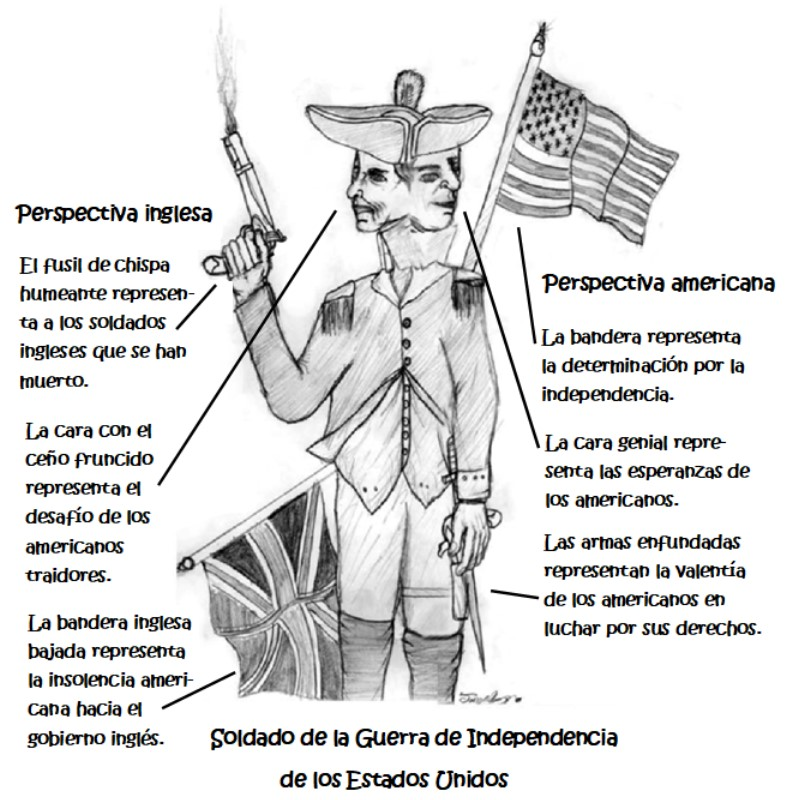 Perspectiva inglesa
El fusil de chispa
humeante represen-
ta a los soldados
ingleses que se han
muerto.
La cara con el
ceño fruncido
representa el
desafío de los
americanos
traidores.
La bandera inglesa
bajada representa
la insolencia ameri-
cana hacia el
gobierno inglés.
Perspectiva americana
La bandera representa
la determinación por la
independencia.
La cara genial repre-
senta las esperanzas de
los americanos.
Las armas enfundadas
representan la valentía
de los americanos en
luchar por sus derechos.
Soldado de la Guerra de Independencia
de los Estados Unidos